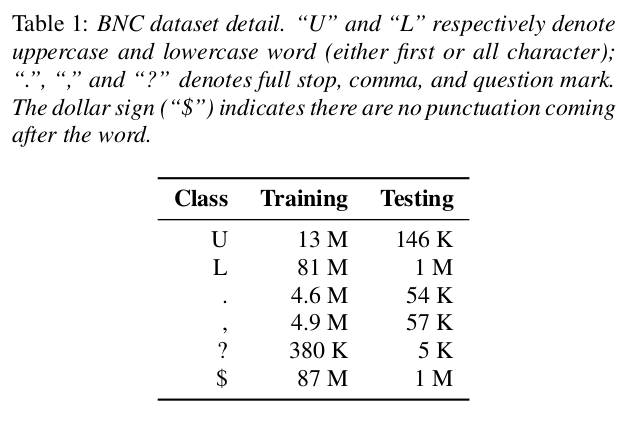 Table 1: BNC dataset detail. “U” and “L” respectively denote
uppercase and lowercase word (either first or all character);
“.”, “,” and “?” denotes full stop, comma, and question mark.
The dollar sign (“$”) indicates there are no punctuation coming
after the word.
Class Training Testing
U 13 M 146 K
L 81 M 1 M
. 4.6 M 54 K
, 4.9 M 57 K
? 380 K 5 K
$ 87 M 1 M